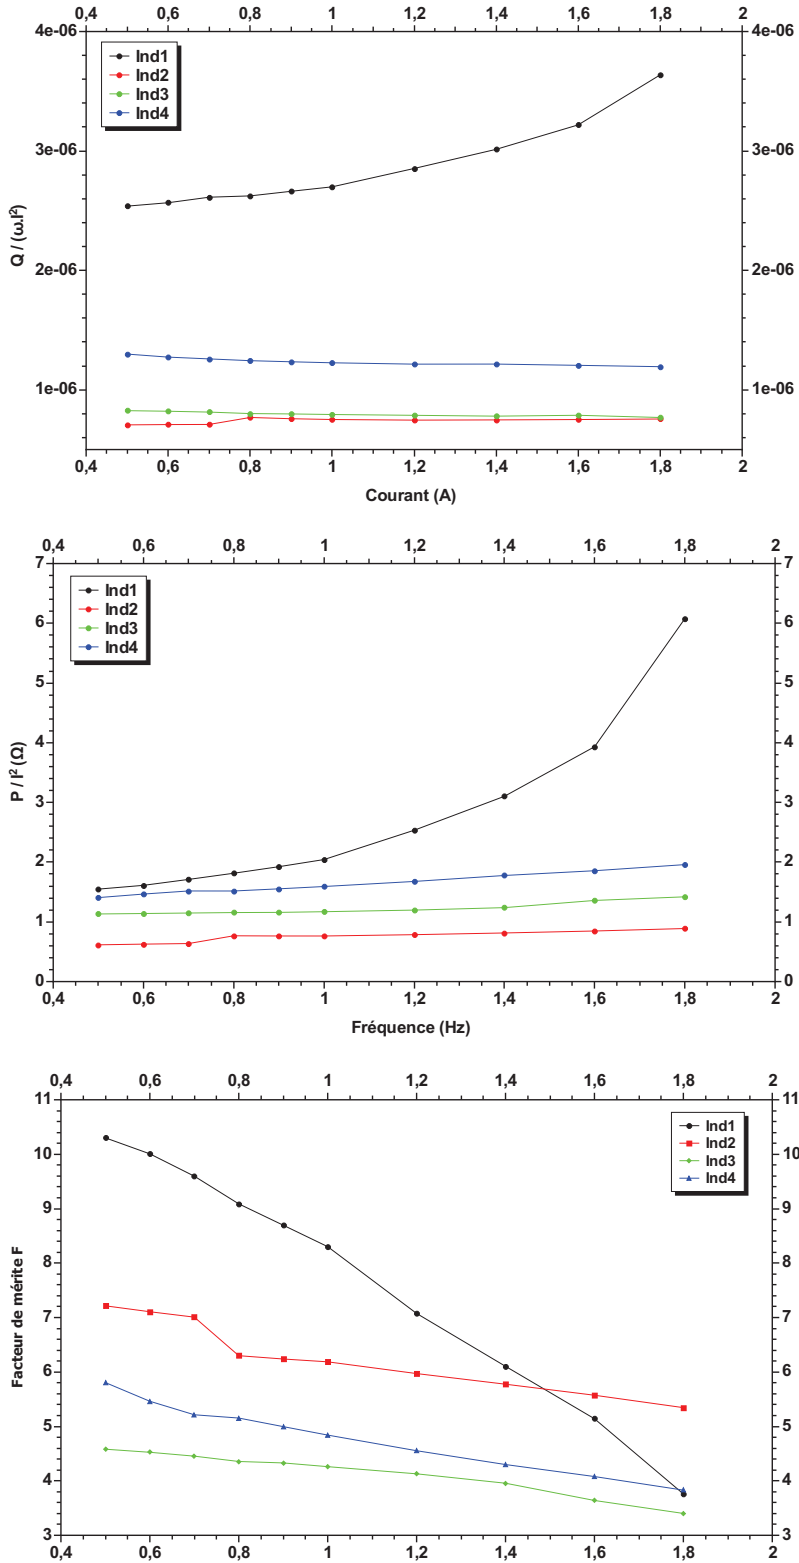 0,4 0,6 0,8 1 1,2 1,4 1,6 1,8 2
4e-06 4e-06
Ind1
Ind2
Ind3
Ind4
3e-06 3e-06
Q / (ω.I²)
2e-06 2e-06
1e-06 1e-06
0,4 0,6 0,8 1 1,2 1,4 1,6 1,8 2
Courant (A)
0,4 0,6 0,8 1 1,2 1,4 1,6 1,8 2
7 7
Ind1
Ind2
Ind3
Ind4
6 6
5 5
4 4
P / I² (Ω)
3 3
2 2
1 1
0 0
0,4 0,6 0,8 1 1,2 1,4 1,6 1,8 2
Fréquence (Hz)
0,4 0,6 0,8 1 1,2 1,4 1,6 1,8 2
11 11
Ind1
Ind2
Ind3
Ind4
10 10
9 9
8 8
7 7
Facteur de mérite F
6 6
5 5
4 4
3 3
0,4 0,6 0,8 1 1,2 1,4 1,6 1,8 2